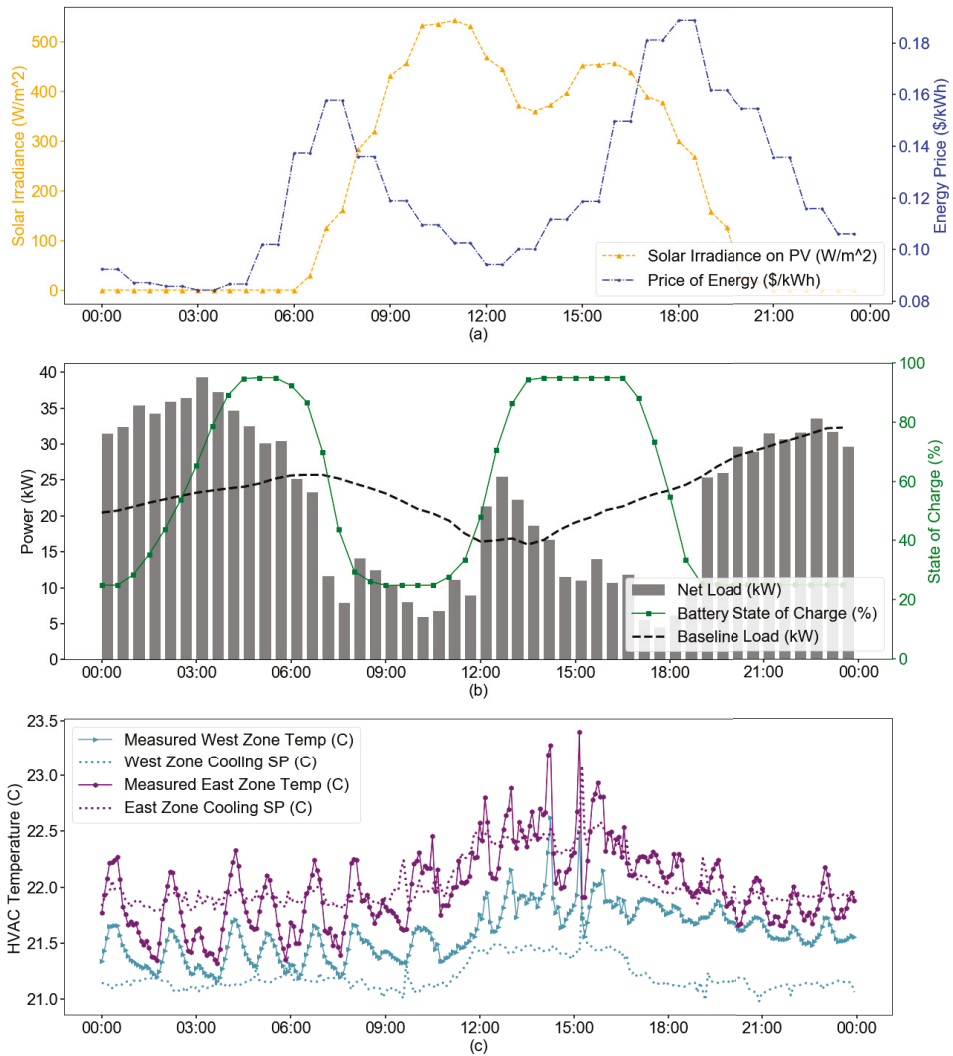 500
400
300
200
100
0
Solar Irradiance (W/m^2)
0.18
0.16
0.14
0.12
0.10
0.08
Energy Price ($/kWh)
Solar Irradiance on PV (W/m^2)
Price of Energy ($/kWh)
00:00 03:00 06:00 09:00 12:00 15:00 18:00 21:00 00:00
(a)
40
35
30
25
20
15
10
5
0
Power (kW)
100
80
60
40
20
0
State of Charge (%)
Net Load (kW)
Battery State of Charge (%)
Baseline Load (kW)
00:00 03:00 06:00 09:00 12:00 15:00 18:00 21:00 00:00
(b)
23.5
23.0
22.5
22.0
21.5
21.0
HVAC Temperature (C)
Measured West Zone Temp (C)
West Zone Cooling SP (C)
Measured East Zone Temp (C)
East Zone Cooling SP (C)
00:00 03:00 06:00 09:00 12:00 15:00 18:00 21:00 00:00
(c)